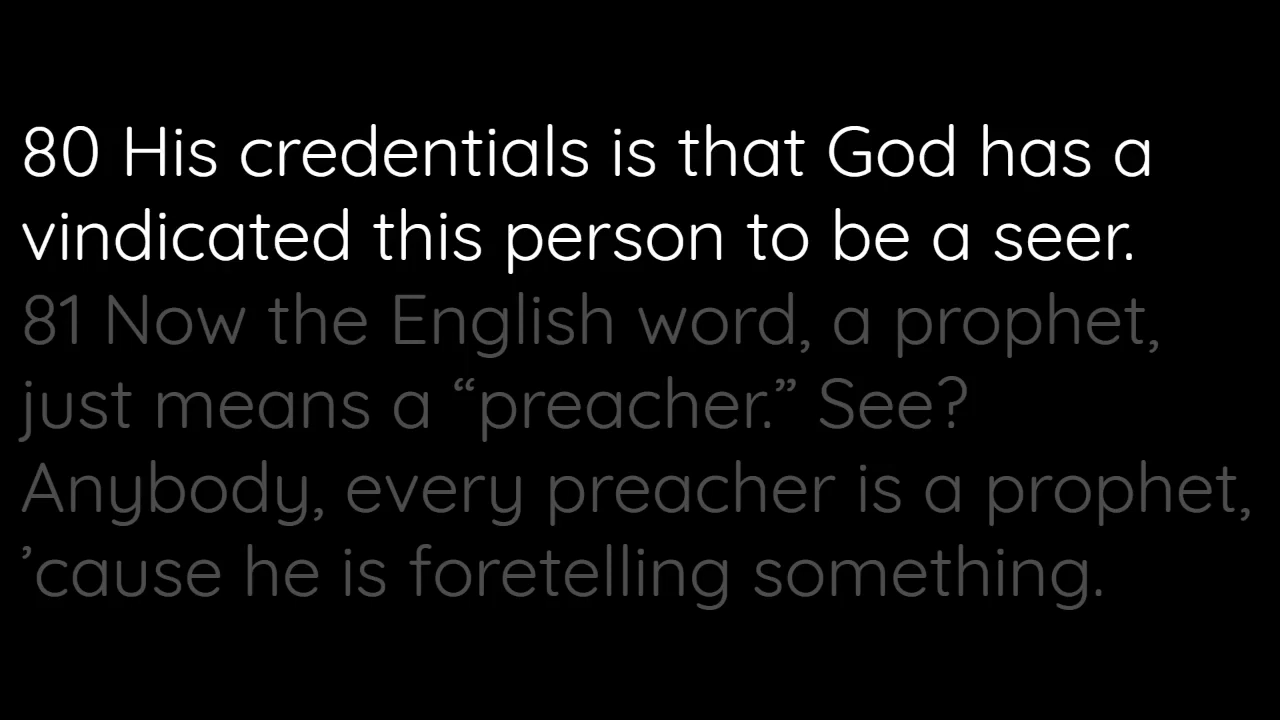 80 His credentials is that God has a
vindicated this person to be a seer.
81 Now the English word, a prophet,
just means a “preacher.” See?
Anybody, every preacher is a prophet,
’cause he is foretelling something.